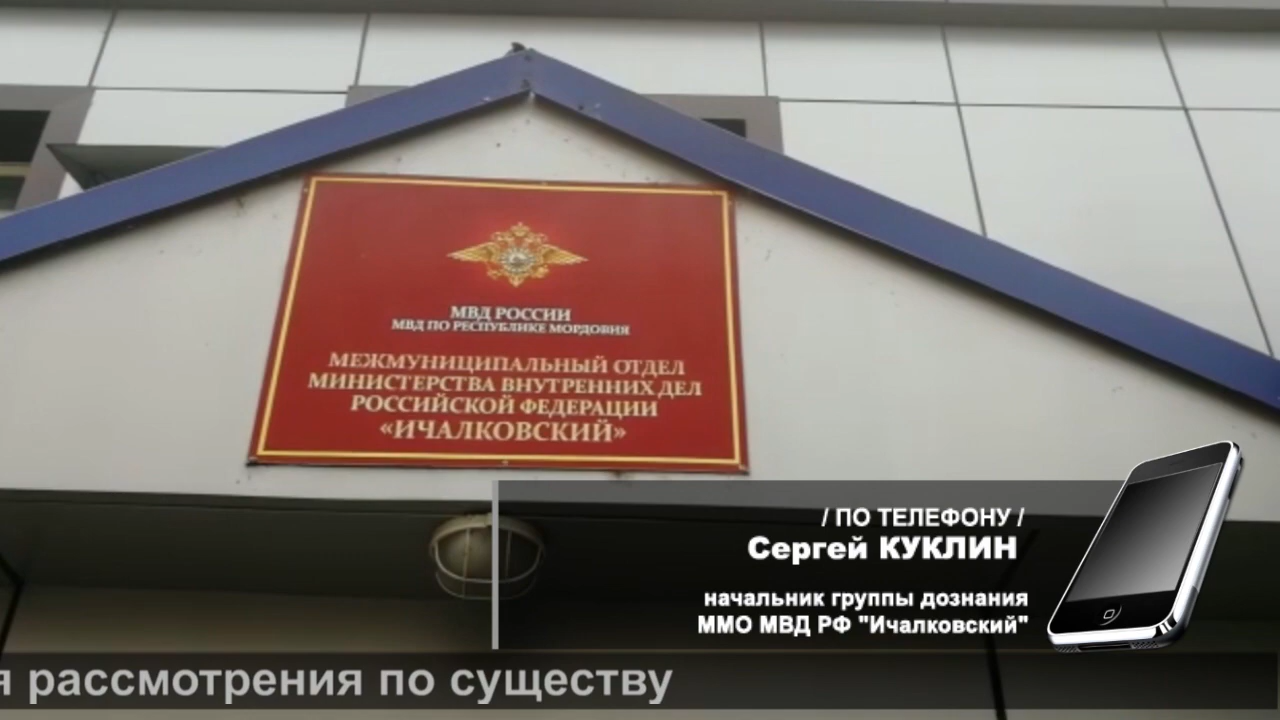 МВД РОССИИ
МВД ПО РЕСПУБЛИКЕ МОРДОВИЯ
МЕЖМУНИЦИПАЛЬНЫЙ ОТДЕЛ
МИНИСТЕРСТВА ВНУТРЕННИХ ДЕЛ
РОССИЙСКОЙ ФЕДЕРАЦИИ
«ИЧАЛКОВСКИЙ»
/ ПО ТЕЛЕФОНУ /
Сергей КУКЛИН
начальник группы дознания
ММО МВД РФ "Ичалковский"
я рассмотрения по существу